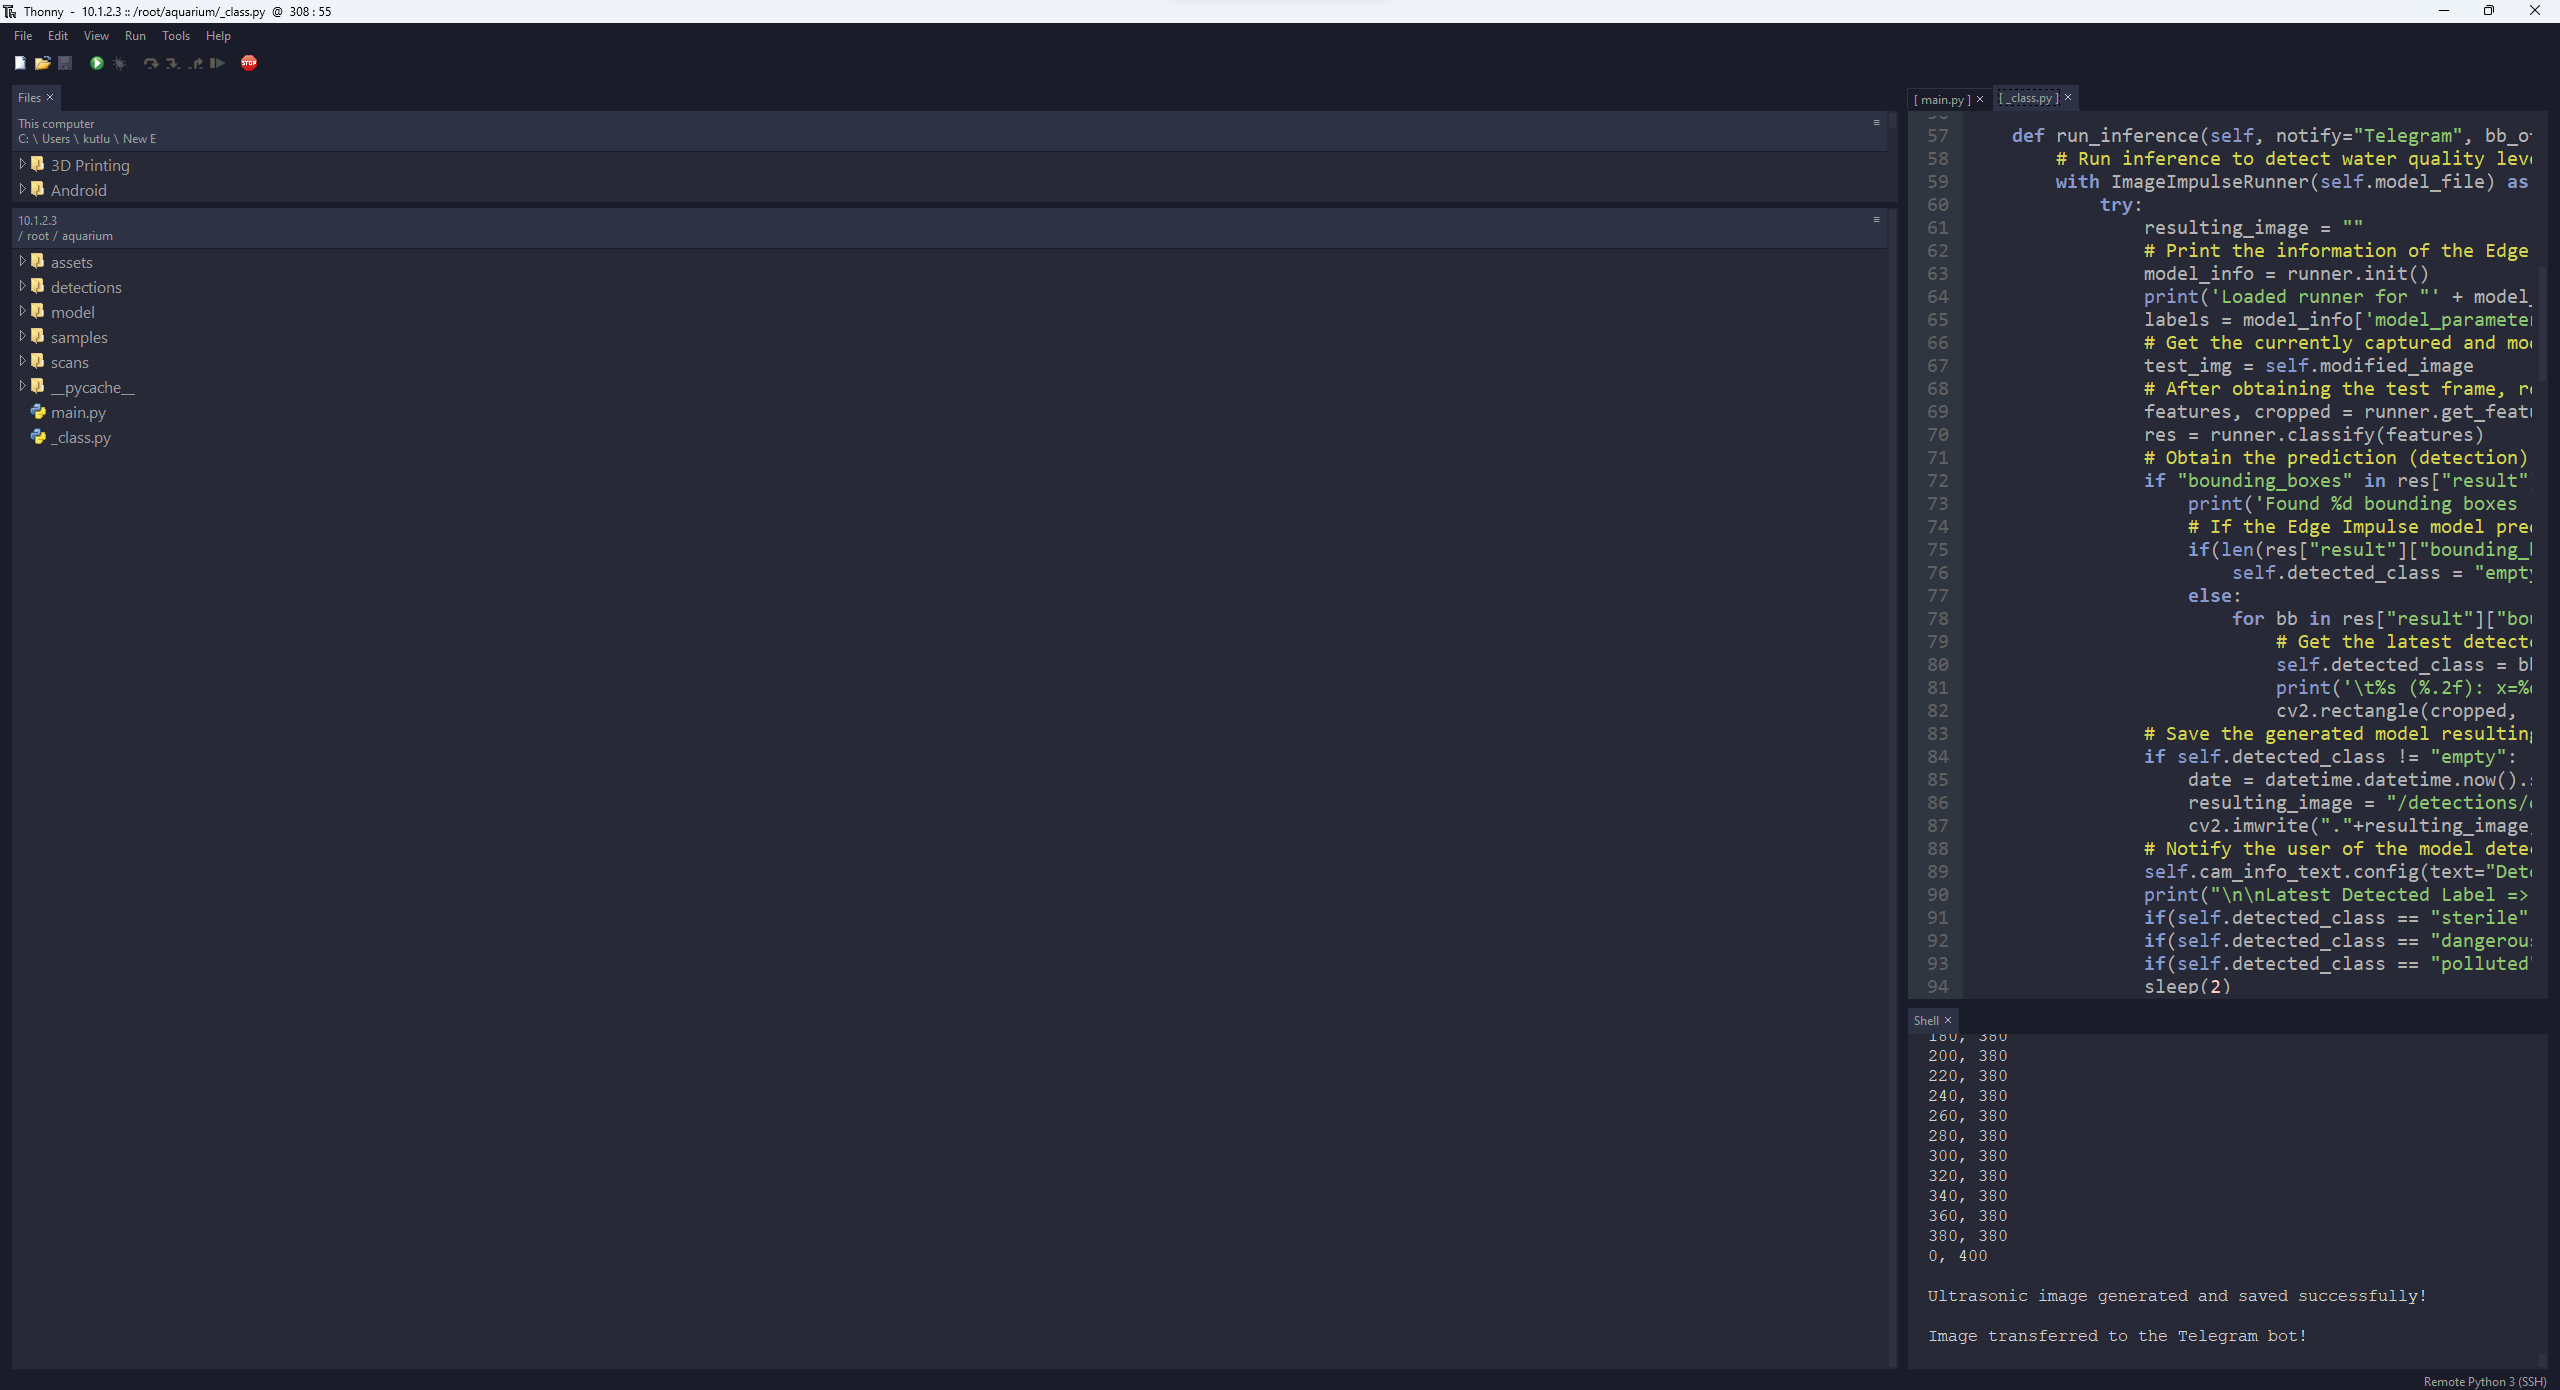 Thonny - 10.1.2.3 :: /root/aquarium/_class.py @ 308 : 55
File Edit View Run Tools Help
STOP
Files ×
This computer
C: \ Users \ kutlu \ New E
3D Printing
Android
10.1.2.3
/ root / aquarium
assets
detections
model
samples
scans
__pycache__
main.py
_class.py
[ main.py ] × [ _class.py ] ×
57 def run_inference(self, notify="Telegram", bb_
58 # Run inference to detect water quality
59 with ImageImpulseRunner(self.model_file) as
60 try:
61 resulting_image = ""
62 # Print the information of the Edge
63 model_info = runner.init()
64 print('Loaded runner for "' + model_
65 labels = model_info['model_
66 # Get the currently captured and
67 test_img = self.modified_image
68 # After obtaining the test frame,
69 features, cropped = runner.get_
70 res = runner.classify(features)
71 # Obtain the prediction (detection)
72 if "bounding_boxes" in res["result"
73 print('Found %d bounding boxes
74 # If the Edge Impulse model
75 if(len(res["result"]["bounding_
76 self.detected_class = "empty
77 else:
78 for bb in res["result"]["
79 # Get the latest
80 self.detected_class =
81 print('\t%s (%.2f): x=%
82 cv2.rectangle(cropped,
83 # Save the generated model
84 if self.detected_class != "empty":
85 date = datetime.datetime.now().
86 resulting_image = "/detections/
87 cv2.imwrite("."+resulting_image
88 # Notify the user of the model
89 self.cam_info_text.config(text="
90 print("\n\nLatest Detected Label =>
91 if(self.detected_class == "sterile"
92 if(self.detected_class == "
93 if(self.detected_class == "polluted
94 sleep(2)
Shell ×
180, 380
200, 380
220, 380
240, 380
260, 380
280, 380
300, 380
320, 380
340, 380
360, 380
380, 380
0, 400
Ultrasonic image generated and saved successfully!
Image transferred to the Telegram bot!
Remote Python 3 (SSH)